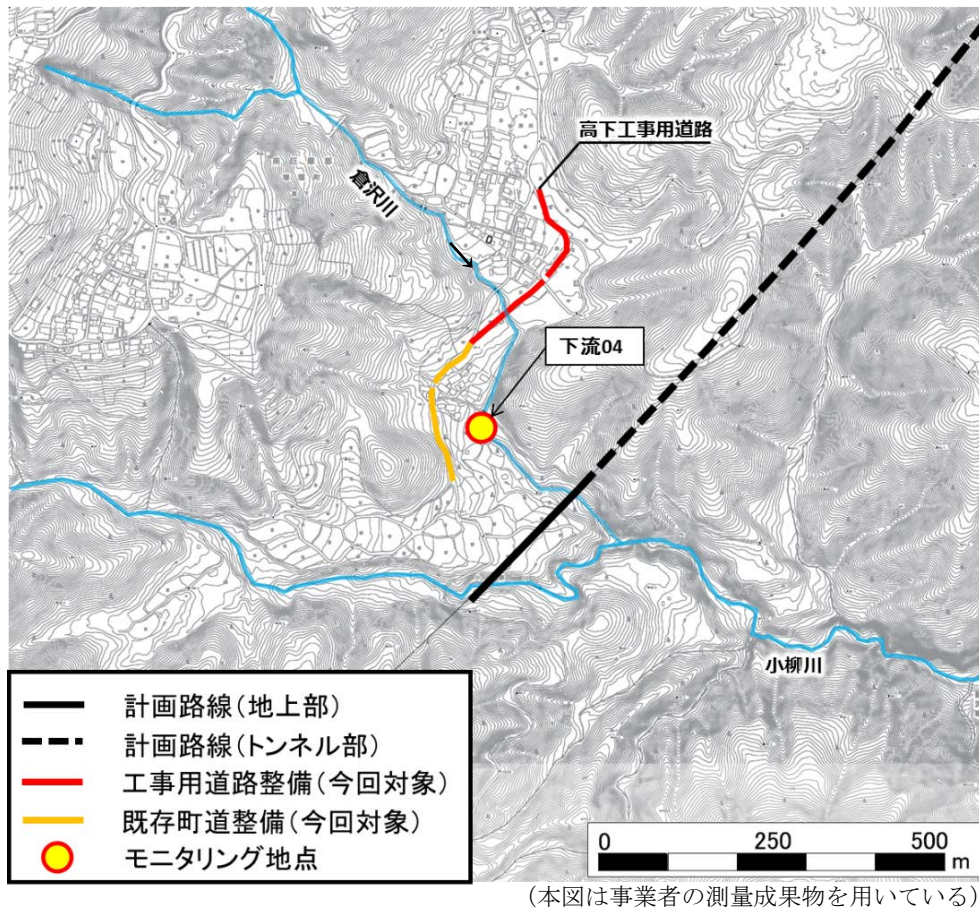 高下工事用道路
倉沢川
下流04
小柳川
計画路線(地上部)
計画路線(トンネル部)
工事用道路整備(今回対象)
既存町道整備(今回対象)
モニタリング地点
0 250 500
m
(本図は事業者の測量成果物を用いている)